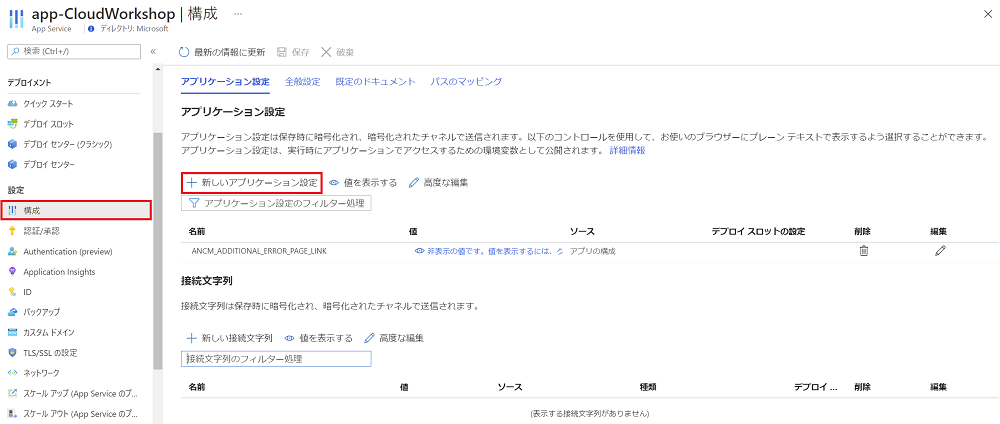 app-CloudWorkshop | 構成 …
App Service ディレクトリ: Microsoft
検索 (Ctrl+/)
デプロイメント
クイック スタート
デプロイ スロット
デプロイ センター (クラシック)
デプロイ センター
設定
構成
認証/承認
Authentication (preview)
Application Insights
ID
バックアップ
カスタム ドメイン
TLS/SSL の設定
ネットワーク
スケール アップ (App Service のプ...
スケール アウト (App Service のプ...
最新の情報に更新 保存 破棄
アプリケーション設定 全般設定 既定のドキュメント パスのマッピング
アプリケーション設定
アプリケーション設定は保存時に暗号化され、暗号化されたチャネルで送信されます。以下のコントロールを使用して、お使いのブラウザーにプレーン テキストで表示するよう選択することができます。
アプリケーション設定は、実行時にアプリケーションでアクセスするための環境変数として公開されます。 詳細情報
新しいアプリケーション設定 値を表示する 高度な編集
アプリケーション設定のフィルター処理
名前 値 ソース デプロイ スロットの設定 削除 編集
ANCM_ADDITIONAL_ERROR_PAGE_LINK 非表示の値です。値を表示するには、ク アプリの構成
接続文字列
接続文字列は保存時に暗号化され、暗号化されたチャネルで送信されます。
新しい接続文字列 値を表示する 高度な編集
接続文字列のフィルター処理
名前 値 ソース 種類 デプロイ ... 削除 編集
(表示する接続文字列がありません)